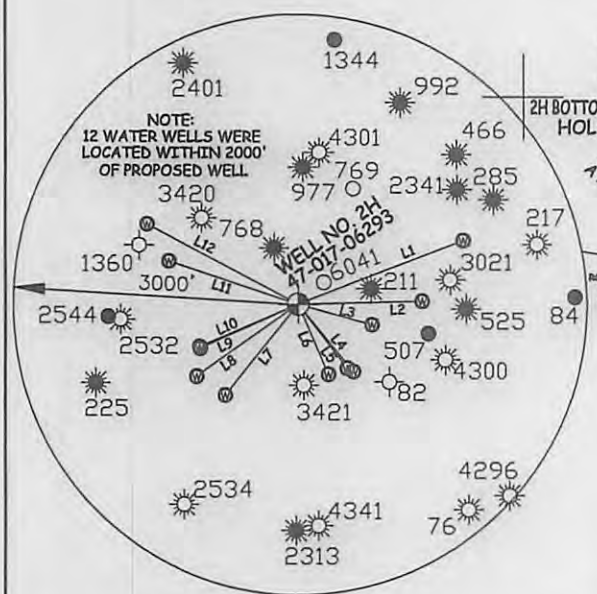 1344
2401
992
NOTE:
12 WATER WELLS WERE
LOCATED WITHIN 2000'
OF PROPOSED WELL
2H BOTTO
HOL
4301
466
769
977
2341
285
3420
768
217
WELL NO. 2H
47-017-06293
L1
L12
1360
3000'
L11
6041
211
3021
L2
L3
2544
2532
525
84
507
L10
L9
L8
L7
L6
L5
L4
4300
225
3421
82
2534
4341
2313
4296
76
W
W
W
W
W
W
W
W
W
W
W